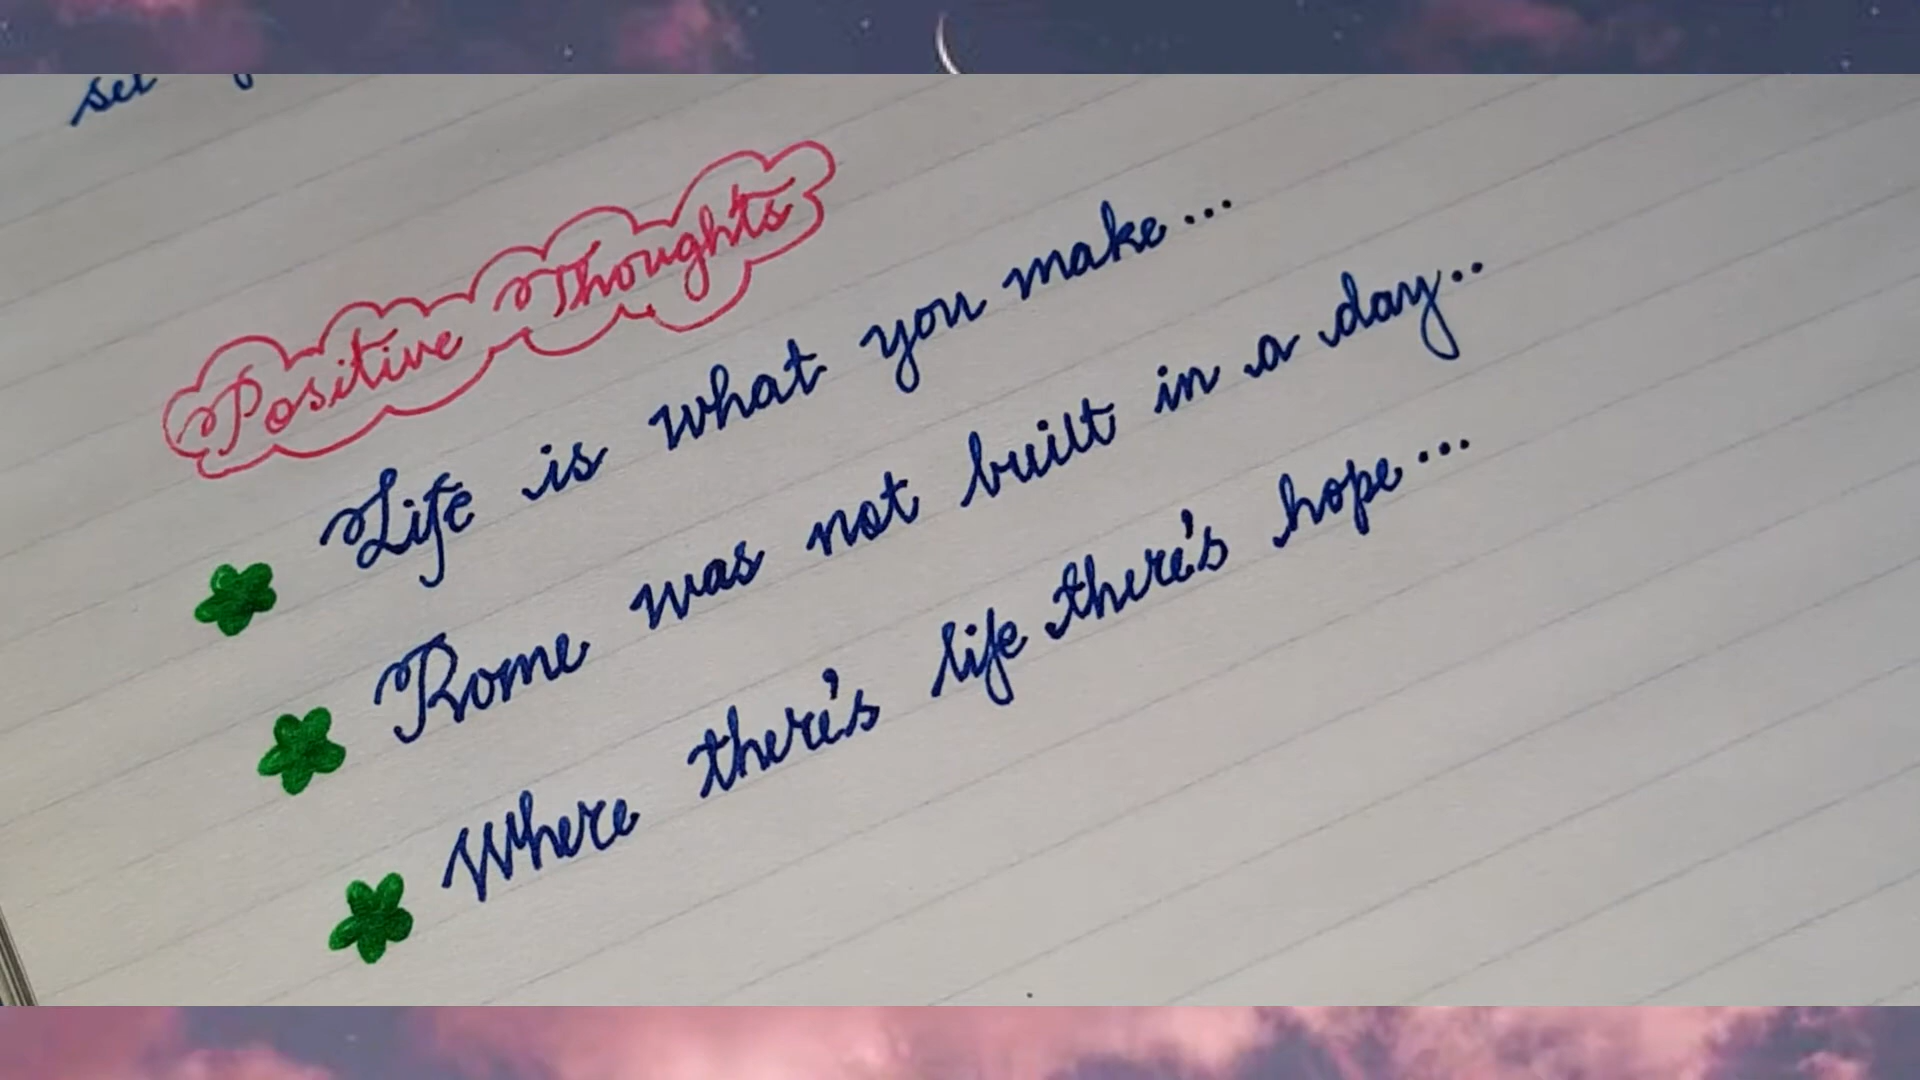 Positive Thoughts
Life is what you make...
Rome was not built in a day..
Where there's life there's hope...